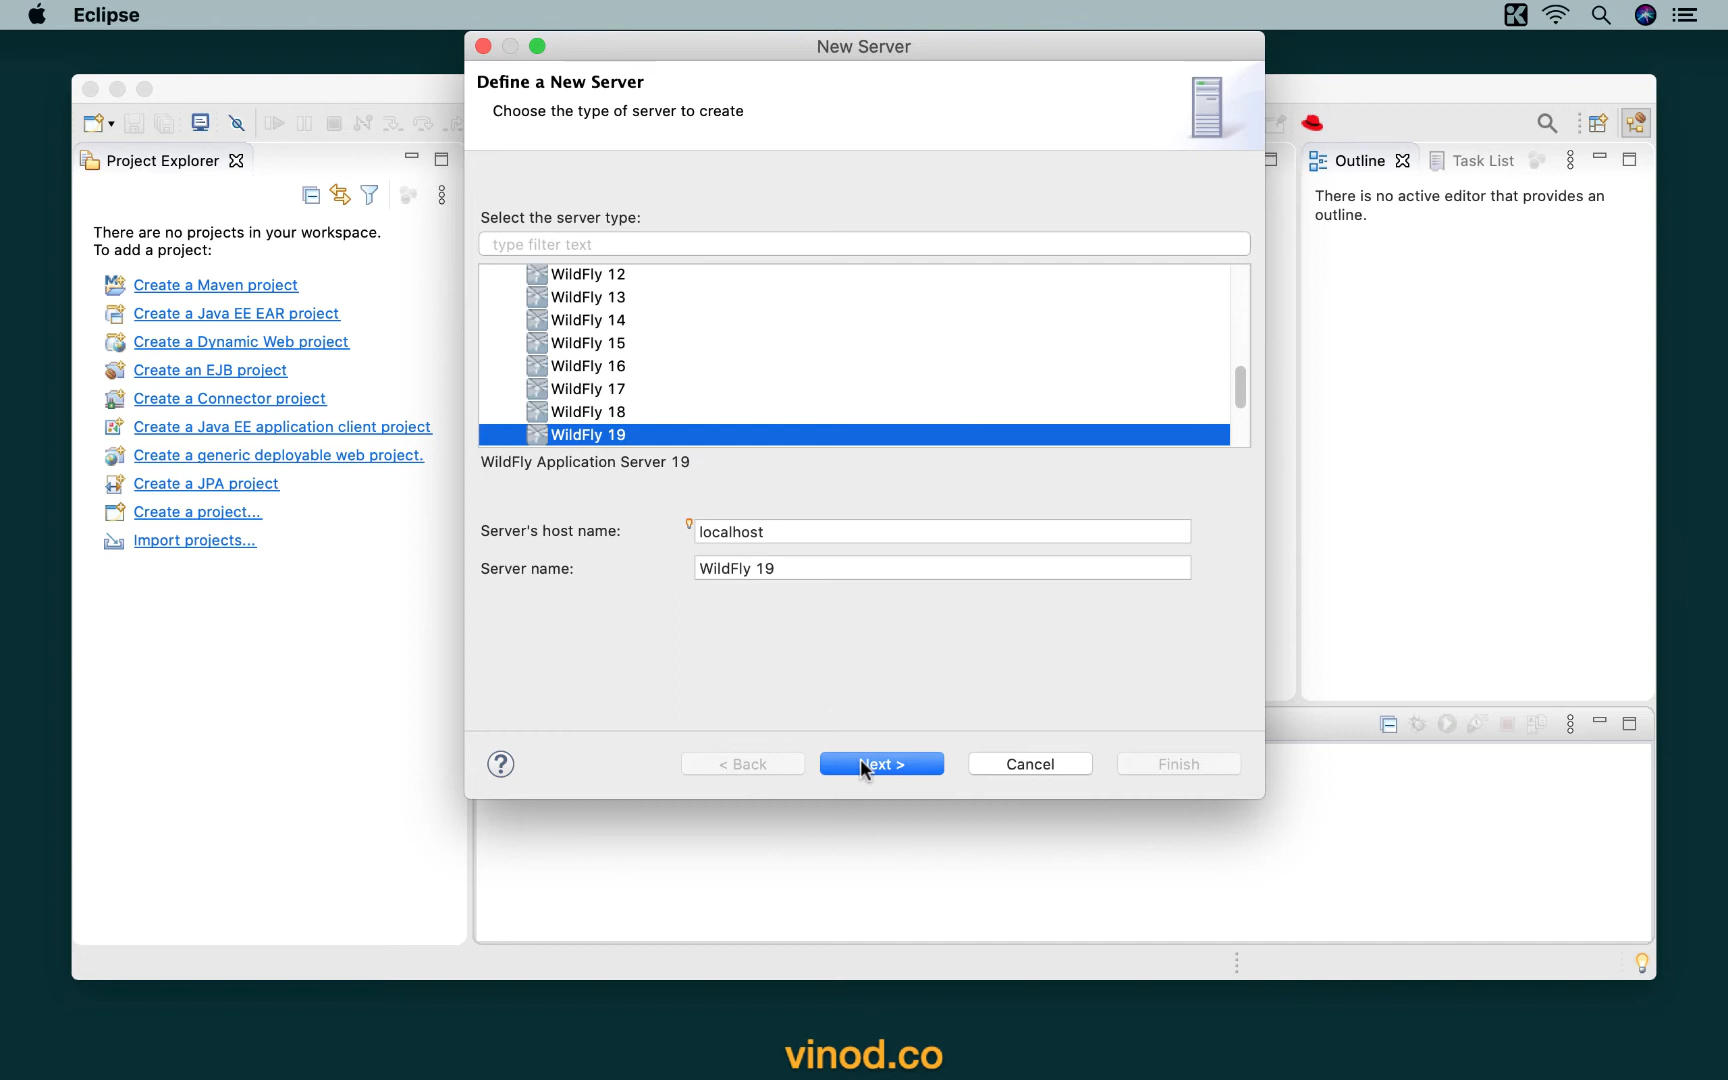 Eclipse
New Server
Define a New Server
Choose the type of server to create
Project Explorer
Outline
Task List
There is no active editor that provides an
outline.
There are no projects in your workspace.
To add a project:
Create a Maven project
Create a Java EE EAR project
Create a Dynamic Web project
Create an EJB project
Create a Connector project
Create a Java EE application client project
Create a generic deployable web project.
Create a JPA project
Create a project...
Import projects...
Select the server type:
type filter text
WildFly 12
WildFly 13
WildFly 14
WildFly 15
WildFly 16
WildFly 17
WildFly 18
WildFly 19
WildFly Application Server 19
Server's host name:
localhost
Server name:
WildFly 19
?
< Back
Next >
Cancel
Finish
vinod.co